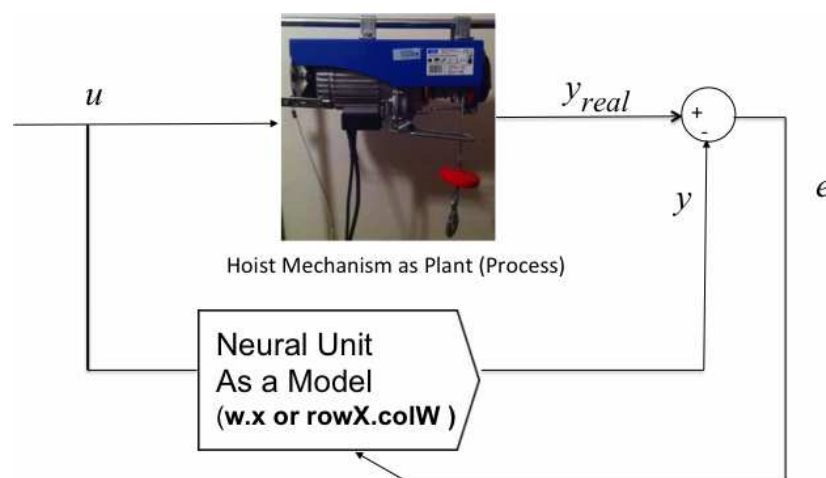 u
y_real
+
-
e
y
Hoist Mechanism as Plant (Process)
Neural Unit
As a Model
(w.x or rowX.colW )